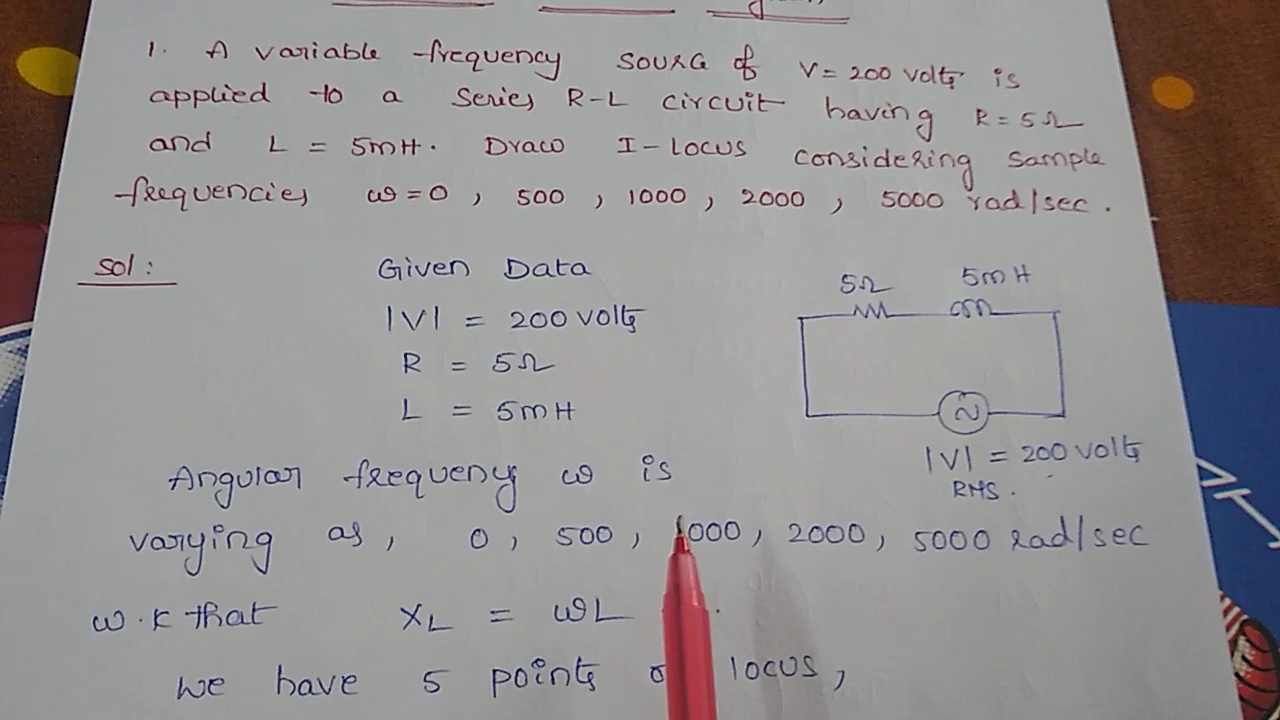 1. A variable frequency source of V = 200 volts is
applied to a series R-L circuit having R = 5Ω
and L = 5mH. Draw I-Locus considering sample
frequencies ω = 0, 500, 1000, 2000, 5000 rad/sec.
Sol:
Given Data
|V| = 200 volts
R = 5Ω
L = 5mH
5Ω 5mH
|V| = 200 volts
RMS.
Angular frequency ω is
varying as, 0, 500, 1000, 2000, 5000 rad/sec
w.k that XL = ωL
we have 5 points locus,